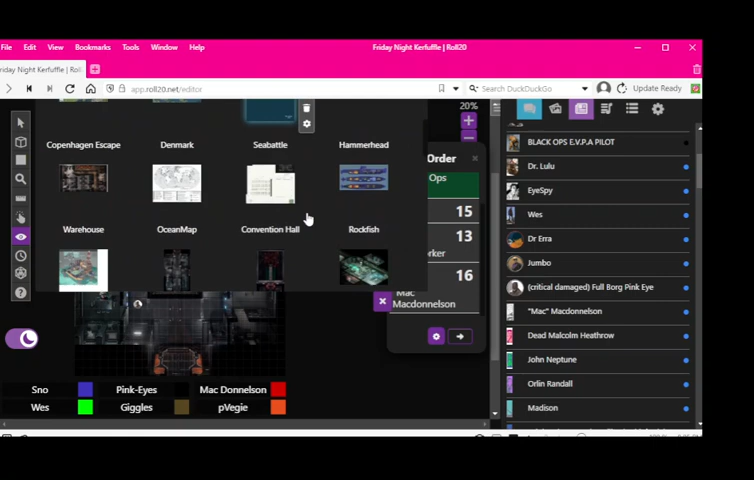 File Edit View Bookmarks Tools Window Help Friday Night Kerfuffle | Roll20
Friday Night Kerfuffle | Roll
app.roll20.net/editor Search DuckDuckGo Update Ready
20%
Copenhagen Escape Denmark Seabattle Hammerhead
Warehouse OceanMap Convention Hall Rockfish
Order
Ops
15
13
orker
16
Mac
Macdonnelson
BLACK OPS E.V.P.A PILOT
Dr. Lulu
EyeSpy
Wes
Dr Erra
Jumbo
(critical damaged) Full Borg Pink Eye
"Mac" Macdonnelson
Dead Malcolm Heathrow
John Neptune
Orlin Randall
Madison
Sno Pink-Eyes Mac Donnelson
Wes Giggles pVegie